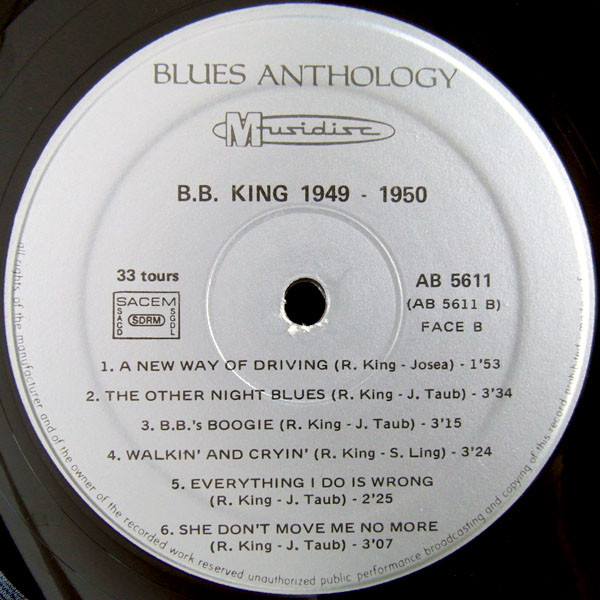 BLUES ANTHOLOGY
Musidisc
B.B. KING 1949 - 1950
33 tours
AB 5611
(AB 5611 B)
FACE B
SACEM
SACD
SDRM
SGDL
1. A NEW WAY OF DRIVING (R. King - Josea) - 1'53
2. THE OTHER NIGHT BLUES (R. King - J. Taub) - 3'34
3. B.B.'s BOOGIE (R. King - J. Taub) - 3'15
4. WALKIN' AND CRYIN' (R. King - S. Ling) - 3'24
5. EVERYTHING I DO IS WRONG
(R. King - J. Taub) - 2'25
6. SHE DON'T MOVE ME NO MORE
(R. King - J. Taub) - 3'07
all rights of the manufacturer and of the owner of the recorded work reserved unauthorized public performance broadcasting and copying of this record prohibited